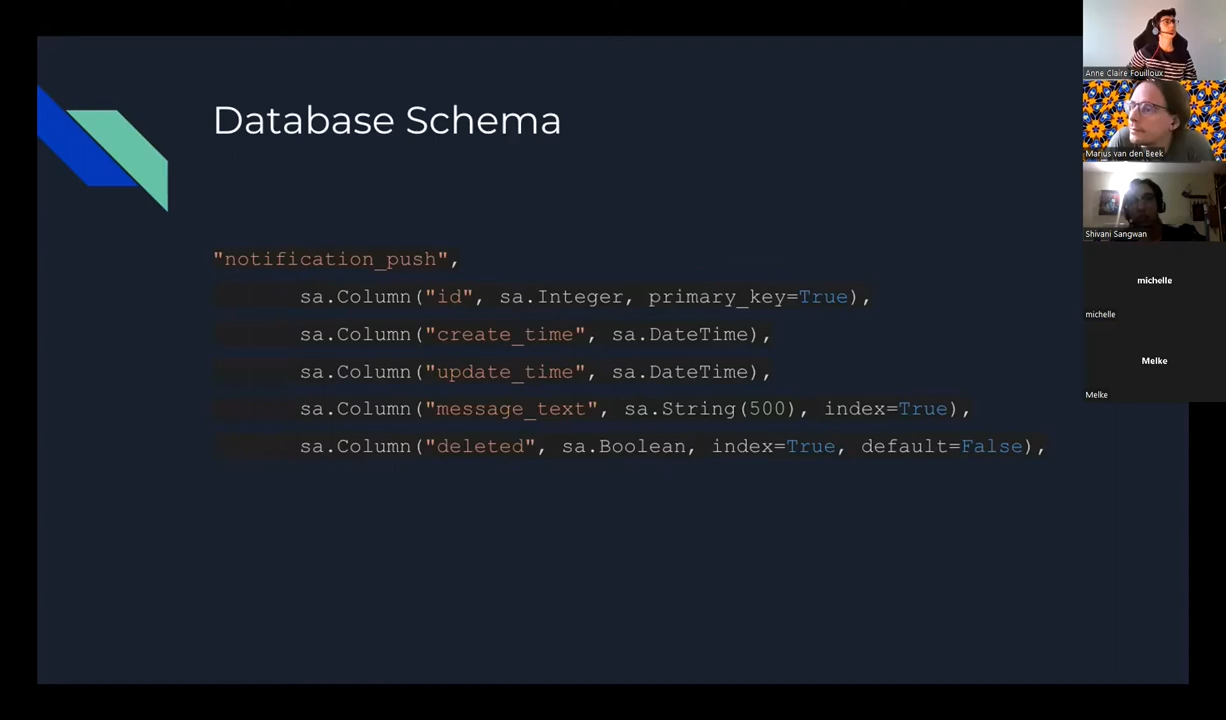 Database Schema
"notification_push",
sa.Column("id", sa.Integer, primary_key=True),
sa.Column("create_time", sa.DateTime),
sa.Column("update_time", sa.DateTime),
sa.Column("message_text", sa.String(500), index=True),
sa.Column("deleted", sa.Boolean, index=True, default=False),
Anne Claire Fouilloux
Marius van den Beek
Shivani Sangwan
michelle
michelle
Melke
Melke